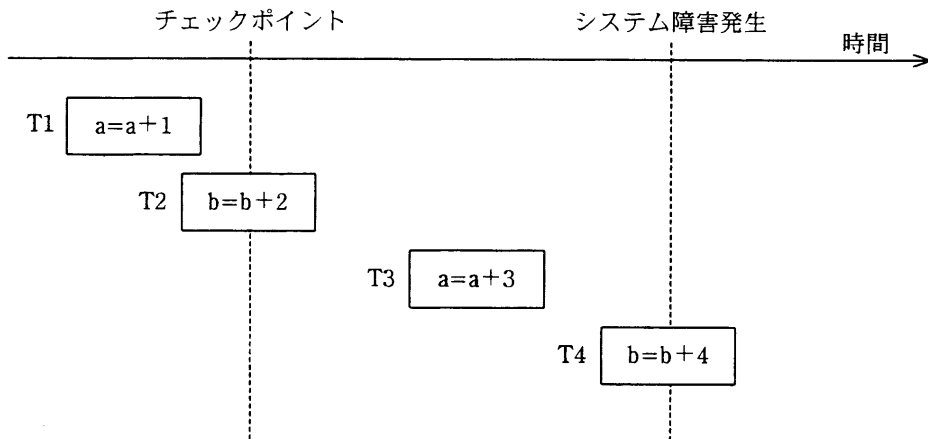 チェックポイント
システム障害発生
時間
T1 a=a+1
T2 b=b+2
T3 a=a+3
T4 b=b+4